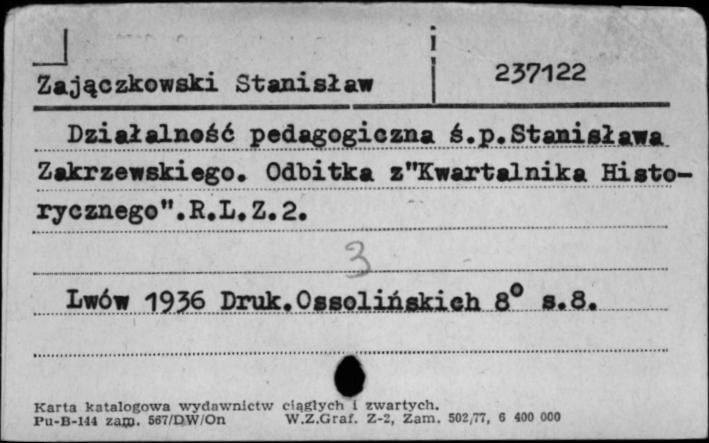 Zajączkowski Stanisław
237122
Działalność pedagogiczna ś.p.Stanisława
Zakrzewskiego. Odbitka z"Kwartalnika Histo-
rycznego".R.L.Z.2.
3
Lwów 1936 Druk.Ossolińskich 8° s.8.
Karta katalogowa wydawnictw ciągłych i zwartych.
Pu-B-144 zam. 567/DW/On W.Z.Graf. Z-2, Zam. 502/77, 6 400 000